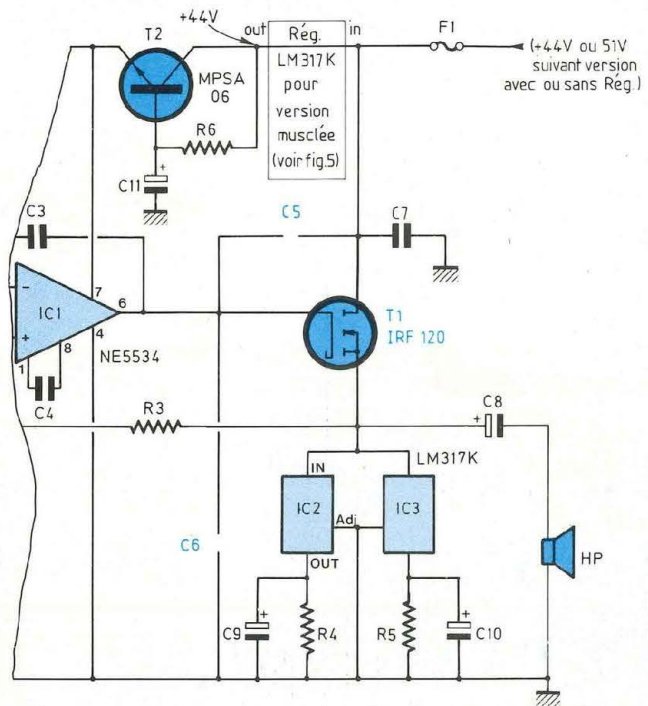 +44V
T2
MPSA
06
out
Rég.
LM317K
pour
version
musclée
(voir fig.5)
in
F1
(+44V ou 51V
suivant version
avec ou sans Rég.)
R6
+
C11
C3
C5
C7
-
IC1
+
7
6
4
1
8
C4
NE5534
T1
IRF 120
R3
+
C8
LM317K
IN
IC2
Adj
IC3
OUT
C6
HP
+
C9
R4
R5
+
C10